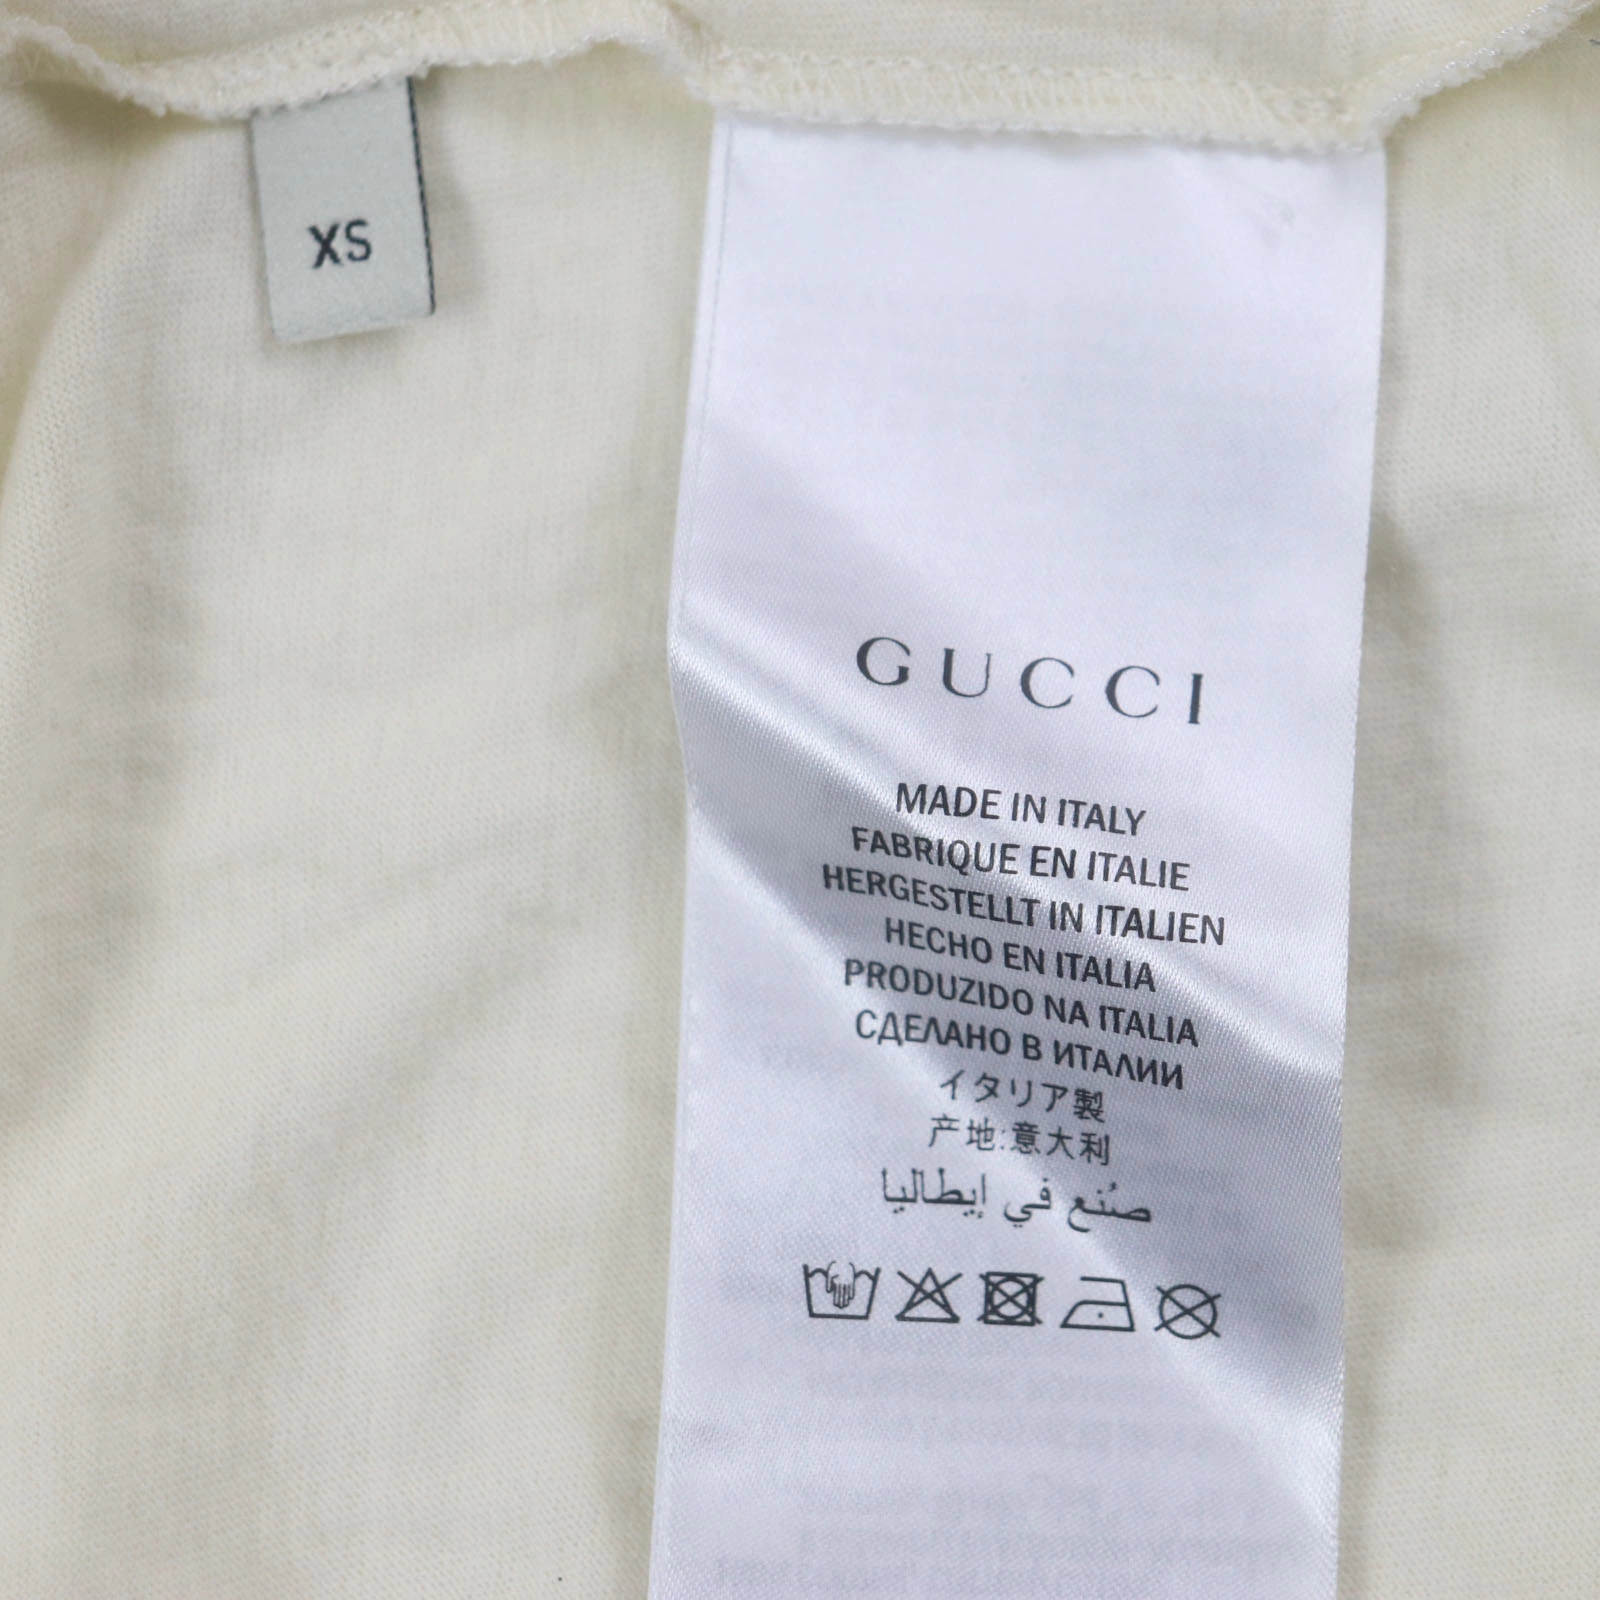 XS
GUCCI
MADE IN ITALY
FABRIQUE EN ITALIE
HERGESTELLT IN ITALIEN
HECHO EN ITALIA
PRODUZIDO NA ITALIA
СДЕЛАНО В ИТАЛИИ
イタリア製
产地:意大利
صُنع في إيطاليا